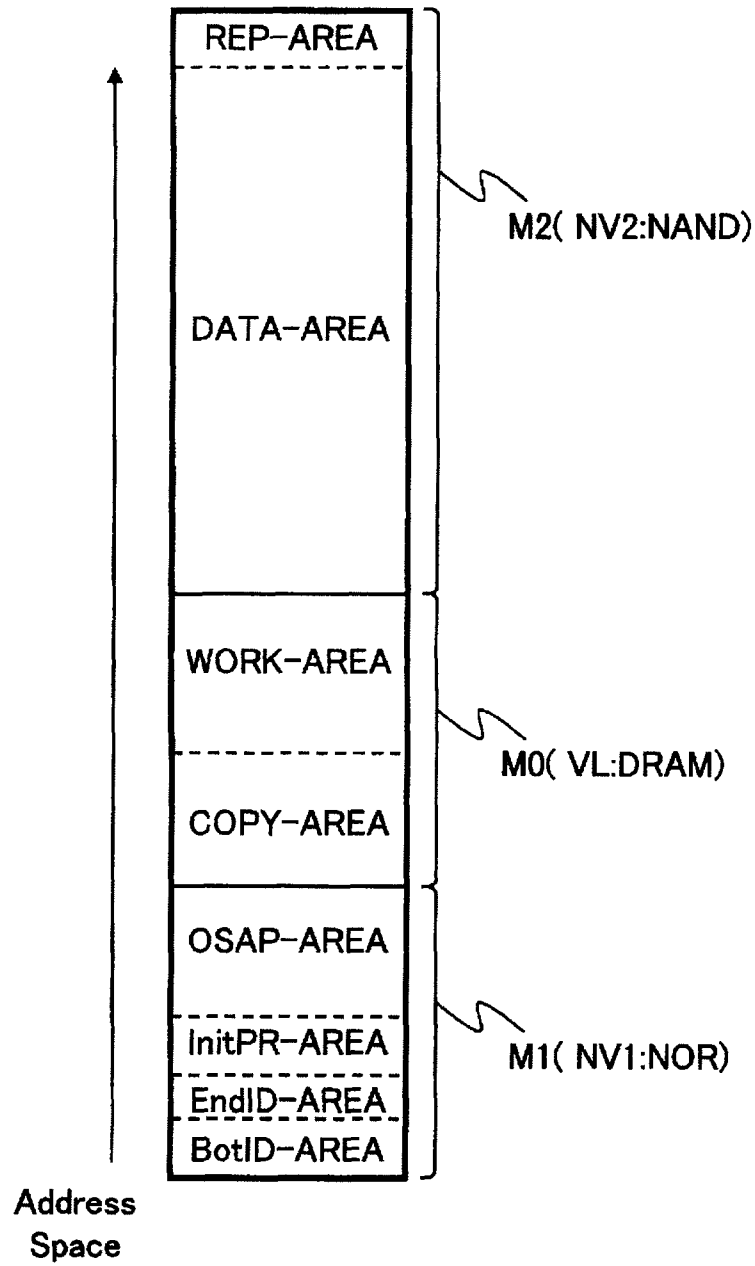 REP-AREA
M2( NV2:NAND)
DATA-AREA
WORK-AREA
M0( VL:DRAM)
COPY-AREA
OSAP-AREA
InitPR-AREA
M1( NV1:NOR)
EndID-AREA
BotID-AREA
Address
Space